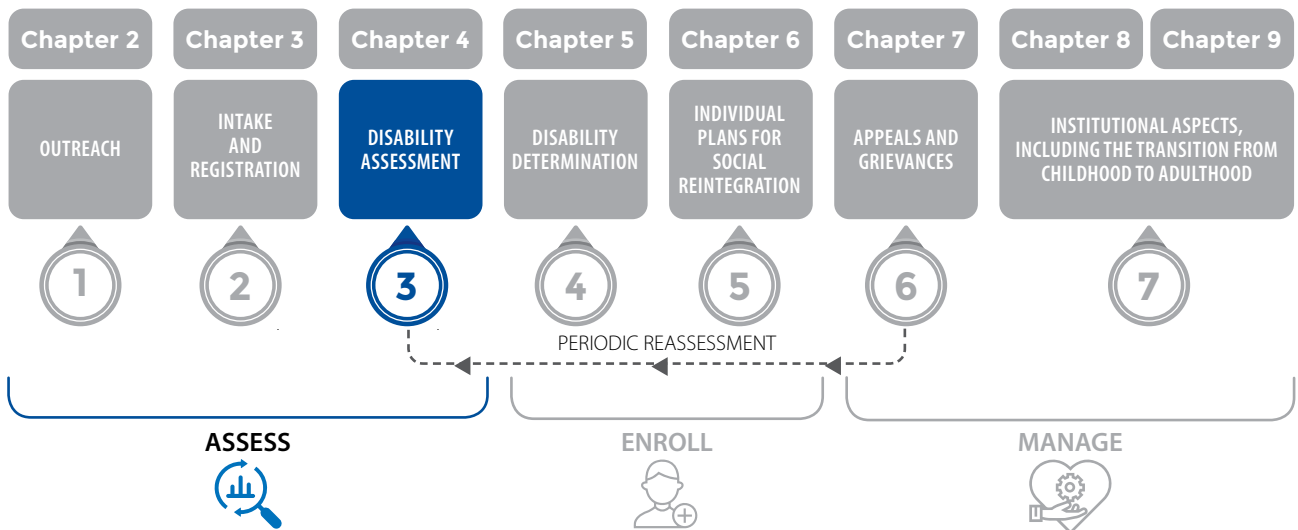 Chapter 2
Chapter 3
Chapter 4
Chapter 5
Chapter 6
Chapter 7
Chapter 8
Chapter 9
OUTREACH
INTAKE
AND
REGISTRATION
DISABILITY
ASSESSMENT
DISABILITY
DETERMINATION
INDIVIDUAL
PLANS FOR
SOCIAL
REINTEGRATION
APPEALS AND
GRIEVANCES
INSTITUTIONAL ASPECTS,
INCLUDING THE TRANSITION FROM
CHILDHOOD TO ADULTHOOD
1
2
3
4
5
6
7
PERIODIC REASSESSMENT
ASSESS
ENROLL
MANAGE